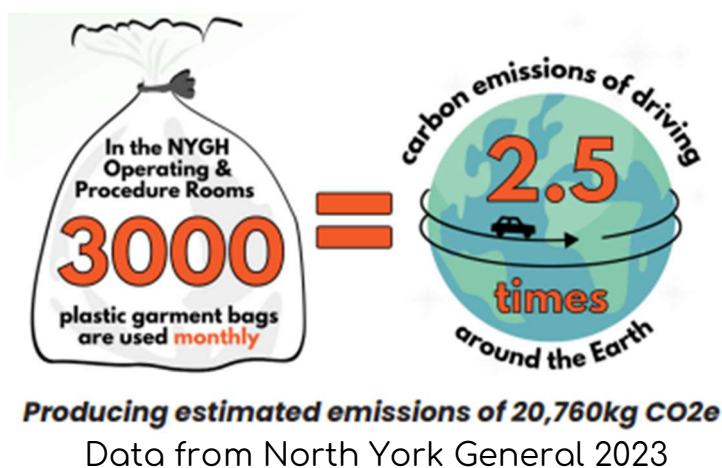 In the NYGH
Operating &
Procedure Rooms
3000
plastic garment bags
are used monthly
=
carbon emissions of driving
2.5
times
around the Earth
Producing estimated emissions of 20,760kg CO2e
Data from North York General 2023